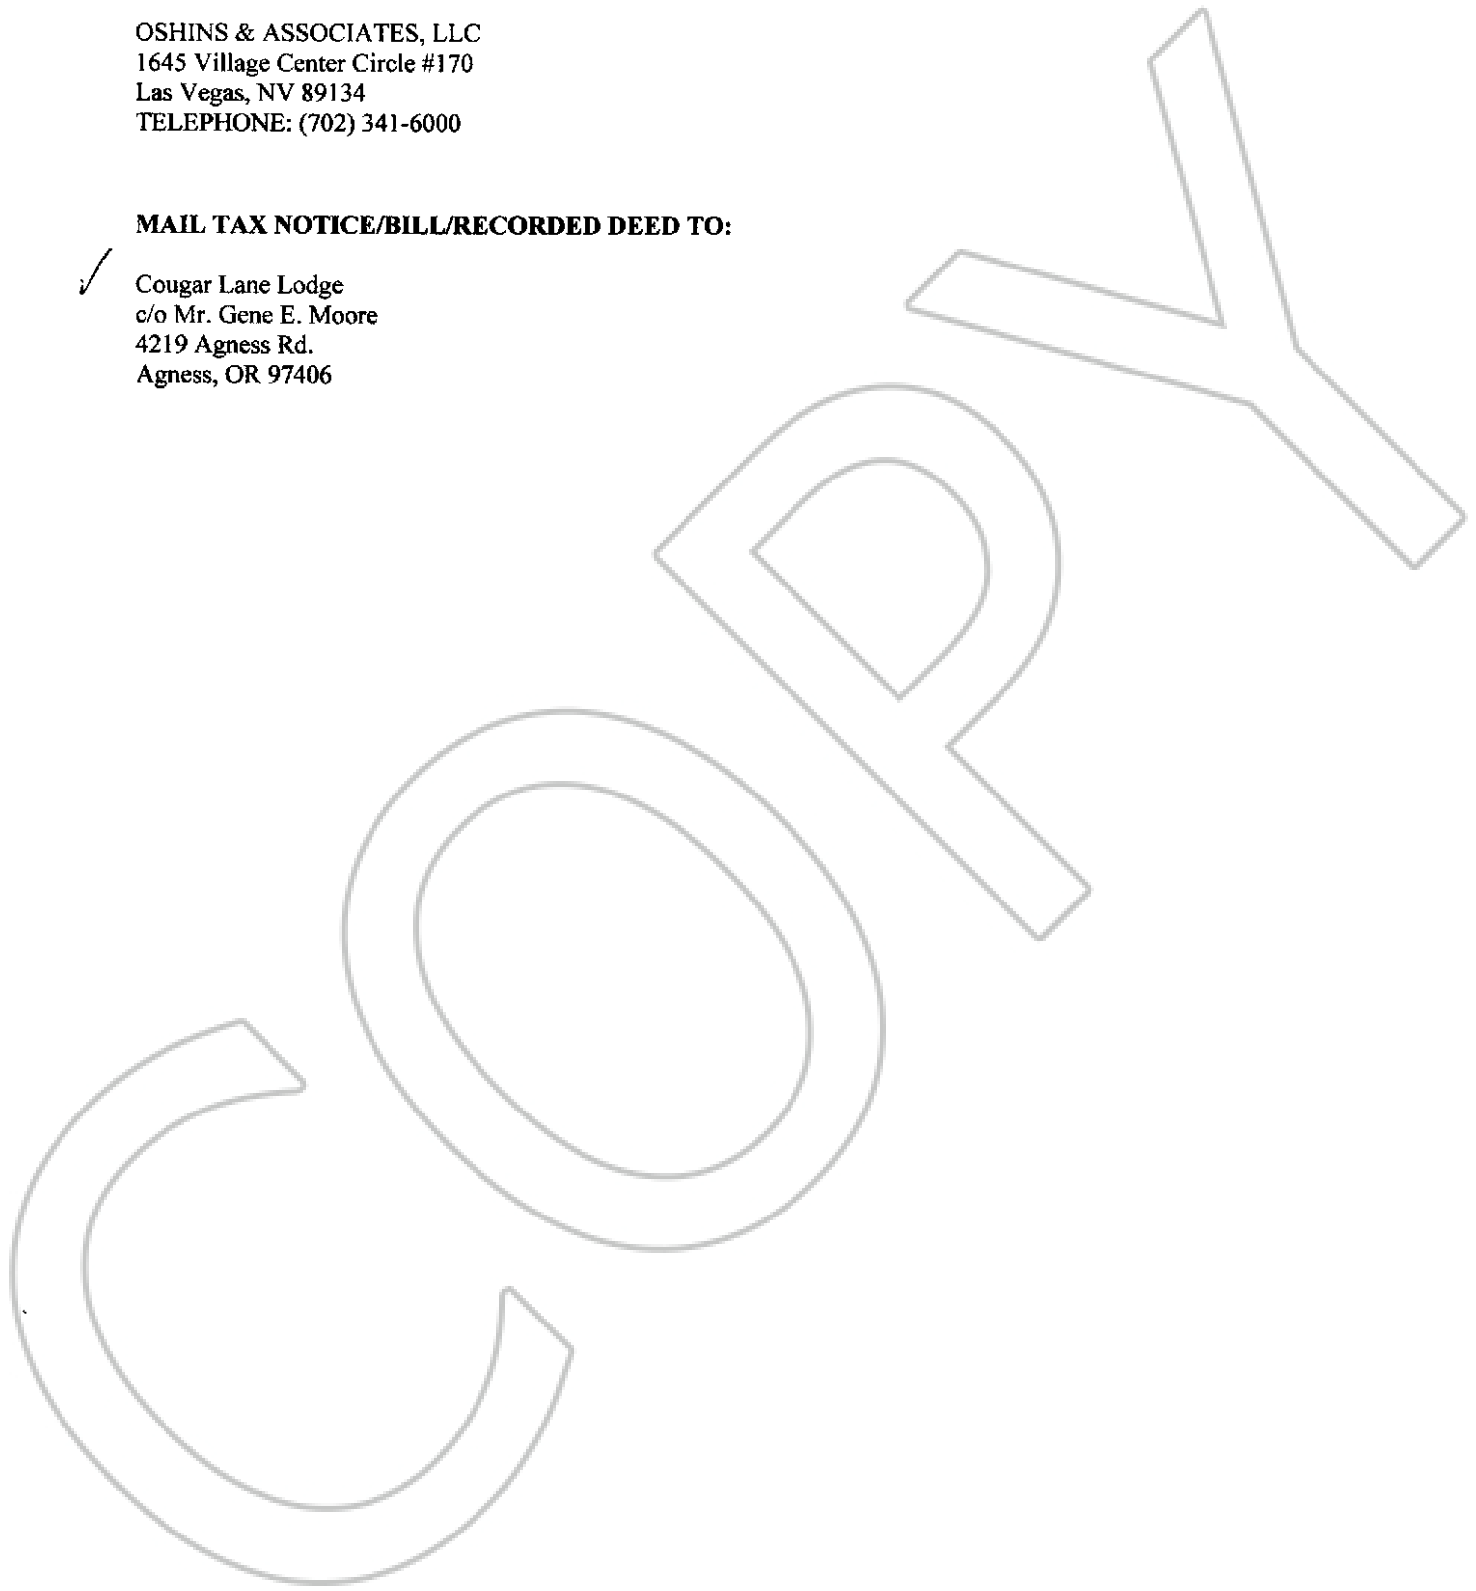 OSHINS & ASSOCIATES, LLC
1645 Village Center Circle #170
Las Vegas, NV 89134
TELEPHONE: (702) 341-6000
MAIL TAX NOTICE/BILL/RECORDED DEED TO:
Cougar Lane Lodge
c/o Mr. Gene E. Moore
4219 Agness Rd.
Agness, OR 97406
COPY